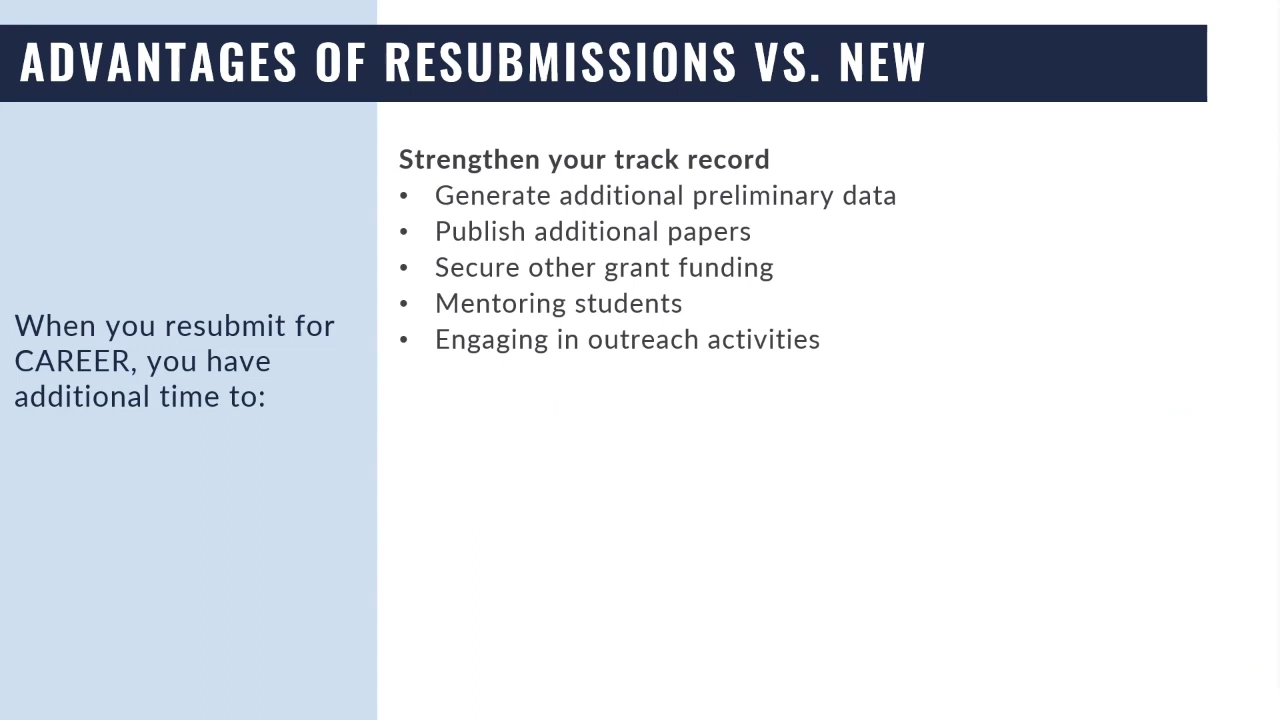 ADVANTAGES OF RESUBMISSIONS VS. NEW
When you resubmit for
CAREER, you have
additional time to:
Strengthen your track record
• Generate additional preliminary data
• Publish additional papers
• Secure other grant funding
• Mentoring students
• Engaging in outreach activities